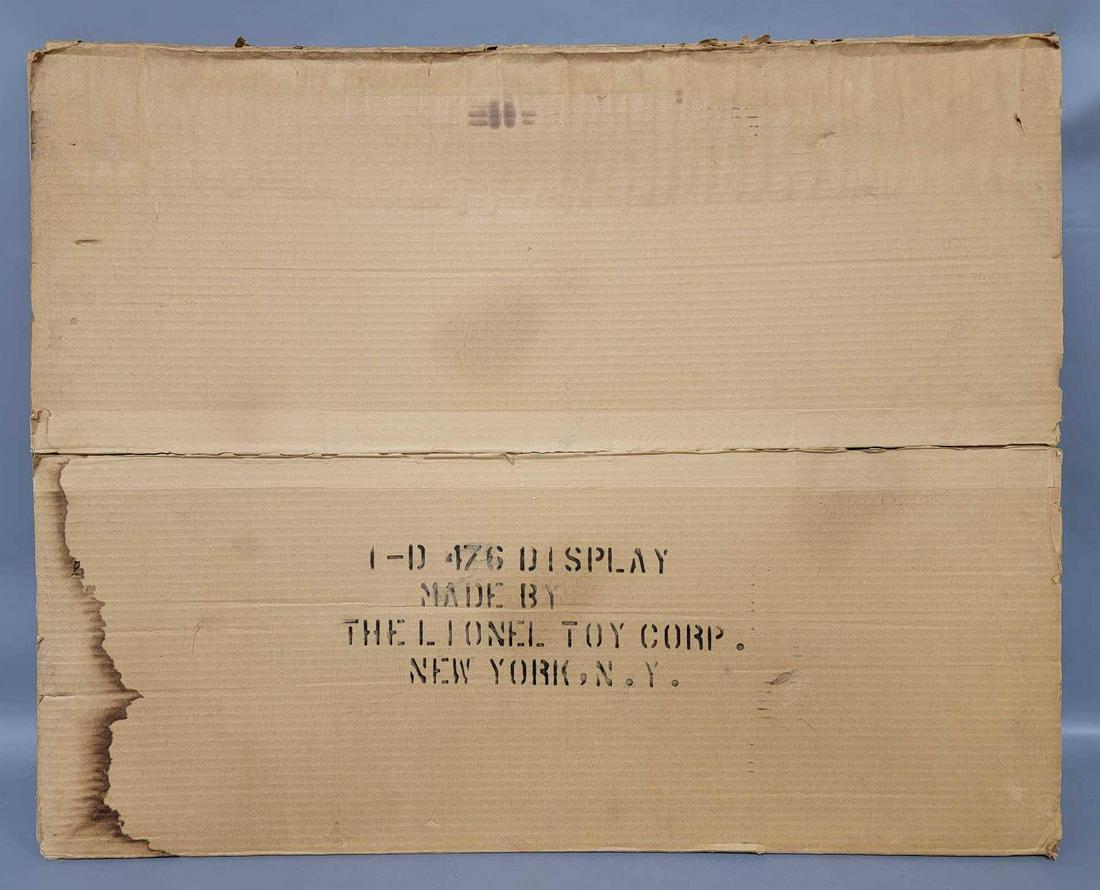 1-D 476 DISPLAY
MADE BY
THE LIONEL TOY CORP.
NEW YORK, N.Y.